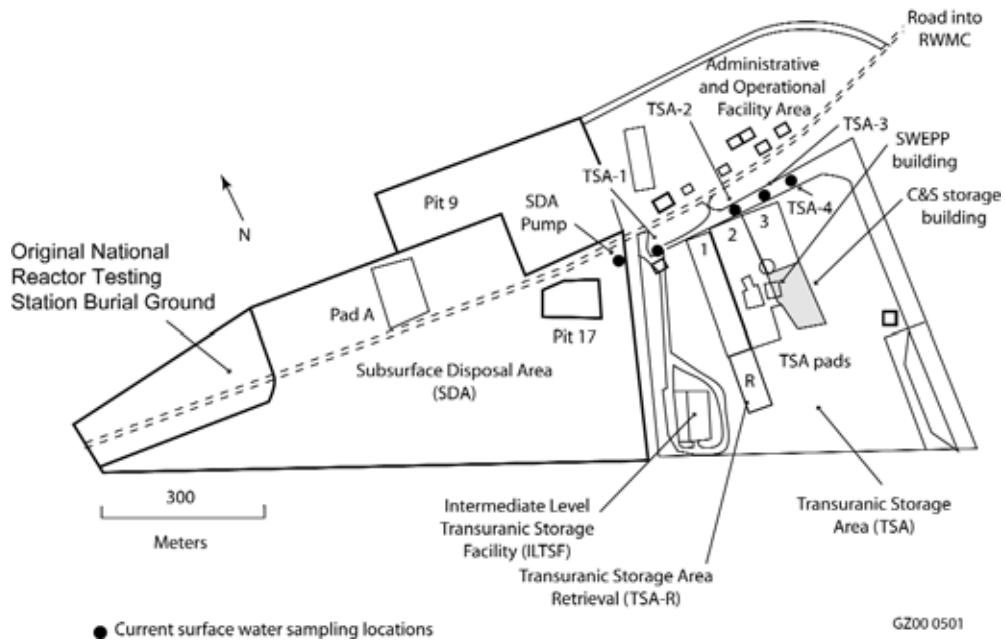 Road into
RWMC
Administrative
and Operational
Facility Area
TSA-2
TSA-3
SWEPP
building
TSA-1
C&S storage
building
TSA-4
Pit 9
SDA
Pump
3
2
1
N
Original National
Reactor Testing
Station Burial Ground
Pad A
Pit 17
Subsurface Disposal Area
(SDA)
TSA pads
R
300
Meters
Intermediate Level
Transuranic Storage
Facility (ILTSF)
Transuranic Storage
Area (TSA)
Transuranic Storage Area
Retrieval (TSA-R)
Current surface water sampling locations
GZ00 0501